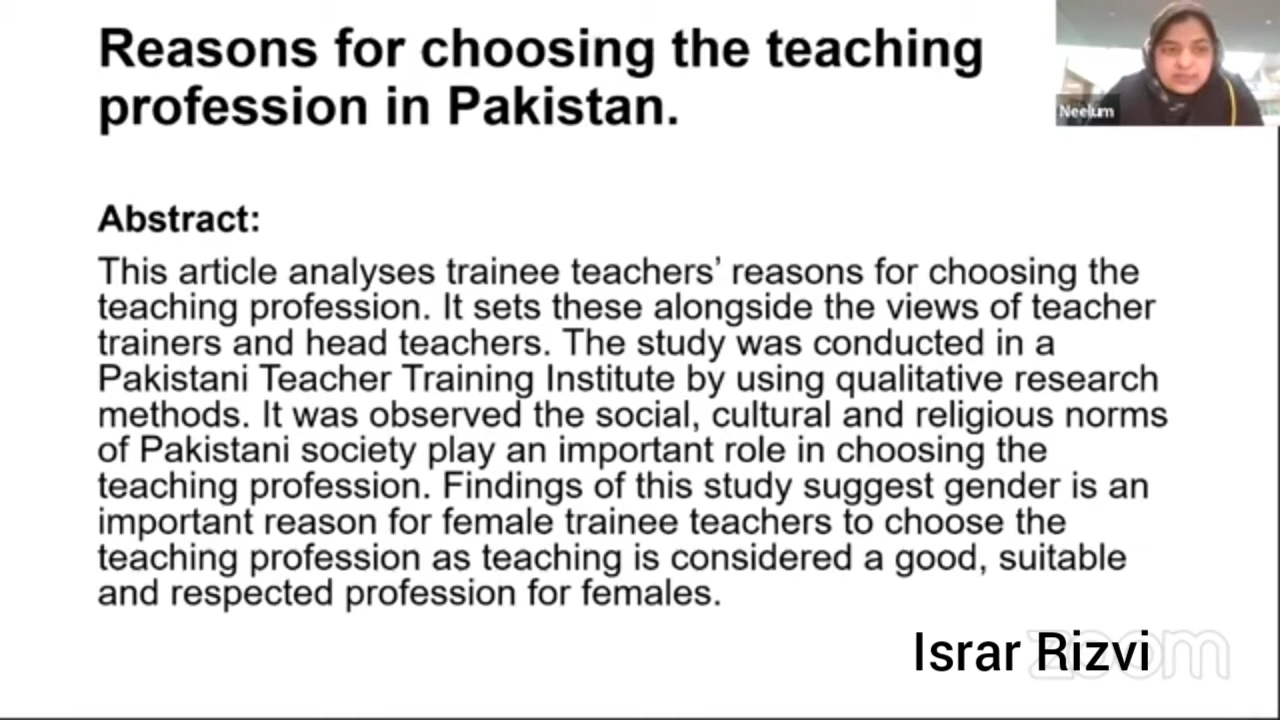 Reasons for choosing the teaching
profession in Pakistan.
Neelum
Abstract:
This article analyses trainee teachers’ reasons for choosing the
teaching profession. It sets these alongside the views of teacher
trainers and head teachers. The study was conducted in a
Pakistani Teacher Training Institute by using qualitative research
methods. It was observed the social, cultural and religious norms
of Pakistani society play an important role in choosing the
teaching profession. Findings of this study suggest gender is an
important reason for female trainee teachers to choose the
teaching profession as teaching is considered a good, suitable
and respected profession for females.
Israr Rizvi
zoom